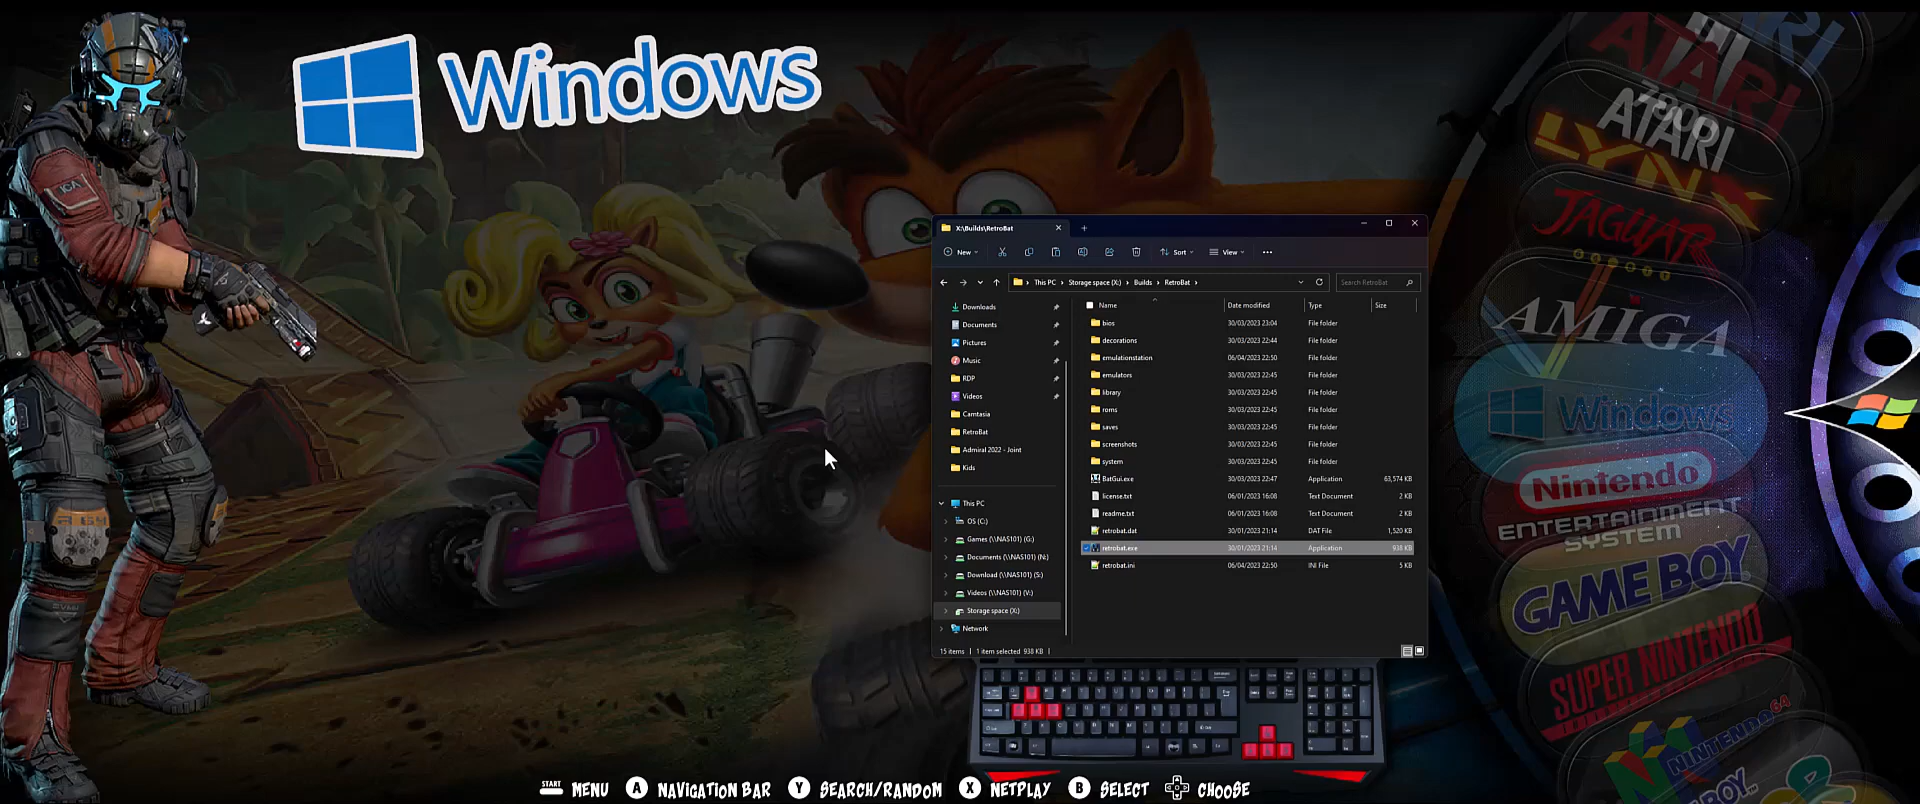 Windows
ICA
X:\Builds\RetroBat
New
Sort
View
This PC > Storage space (X:) > Builds > RetroBat >
Search RetroBat
Downloads
Documents
Pictures
Music
RDP
Videos
Camtasia
RetroBat
Admiral 2022 - Joint
Kids
This PC
OS (C:)
Games (\\NAS101) (G:)
Documents (\\NAS101) (N:)
Download (\\NAS101) (S:)
Videos (\\NAS101) (V:)
Storage space (X:)
Network
Name Date modified Type Size
bios 30/03/2023 23:04 File folder
decorations 30/03/2023 22:44 File folder
emulationstation 06/04/2023 22:50 File folder
emulators 30/03/2023 22:45 File folder
library 30/03/2023 22:45 File folder
roms 30/03/2023 22:45 File folder
saves 30/03/2023 22:45 File folder
screenshots 30/03/2023 22:45 File folder
system 30/03/2023 22:45 File folder
BatGui.exe 30/03/2023 22:47 Application 63,574 KB
license.txt 06/01/2023 16:08 Text Document 2 KB
readme.txt 06/01/2023 16:08 Text Document 2 KB
retrobat.dat 30/01/2023 21:14 DAT File 1,520 KB
retrobat.exe 30/01/2023 21:14 Application 938 KB
retrobat.ini 06/04/2023 22:50 INI File 5 KB
15 items 1 item selected 938 KB
ATARI
ATARI
LYNX
JAGUAR
AMIGA
Windows
Nintendo
ENTERTAINMENT
SYSTEM
GAME BOY
SUPER NINTENDO
NINTENDO 64
START MENU A NAVIGATION BAR Y SEARCH/RANDOM X NETPLAY B SELECT CHOOSE